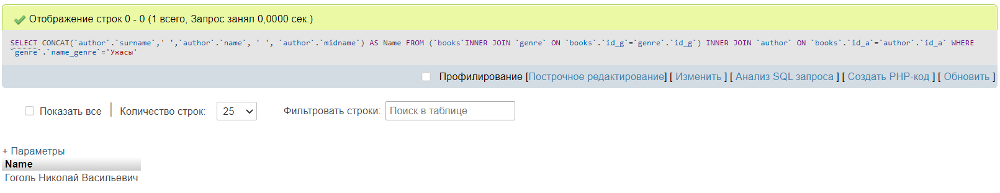 Отображение строк 0 - 0 (1 всего, Запрос занял 0,0000 сек.)
SELECT CONCAT(`author`.`surname`,' ',`author`.`name`, ' ', `author`.`midname`) AS Name FROM (`books`INNER JOIN `genre` ON `books`.`id_g`=`genre`.`id_g`) INNER JOIN `author` ON `books`.`id_a`=`author`.`id_a` WHERE
`genre`.`name_genre`='Ужасы'
Профилирование [Построчное редактирование] [ Изменить ] [ Анализ SQL запроса ] [ Создать PHP-код ] [ Обновить ]
Показать все | Количество строк: 25 Фильтровать строки: Поиск в таблице
+ Параметры
Name
Гоголь Николай Васильевич